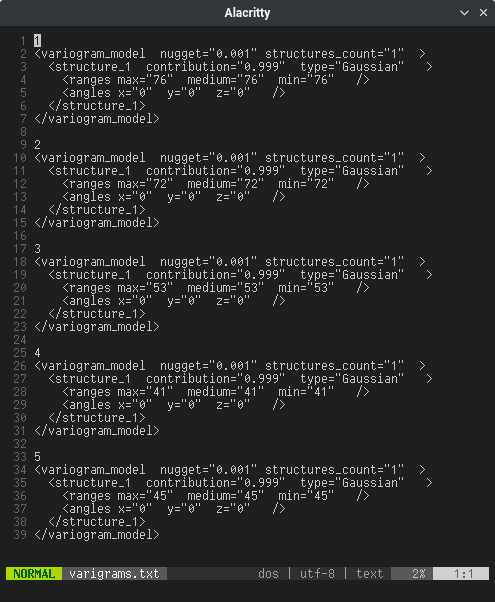 Alacritty
1 1
2 <variogram_model  nugget="0.001" structures_count="1"  >
3   <structure_1  contribution="0.999"  type="Gaussian"   >
4     <ranges max="76"  medium="76"  min="76"   />
5     <angles x="0"  y="0"  z="0"   />
6   </structure_1>
7 </variogram_model>
8
9 2
10 <variogram_model  nugget="0.001" structures_count="1"  >
11   <structure_1  contribution="0.999"  type="Gaussian"   >
12     <ranges max="72"  medium="72"  min="72"   />
13     <angles x="0"  y="0"  z="0"   />
14   </structure_1>
15 </variogram_model>
16
17 3
18 <variogram_model  nugget="0.001" structures_count="1"  >
19   <structure_1  contribution="0.999"  type="Gaussian"   >
20     <ranges max="53"  medium="53"  min="53"   />
21     <angles x="0"  y="0"  z="0"   />
22   </structure_1>
23 </variogram_model>
24
25 4
26 <variogram_model  nugget="0.001" structures_count="1"  >
27   <structure_1  contribution="0.999"  type="Gaussian"   >
28     <ranges max="41"  medium="41"  min="41"   />
29     <angles x="0"  y="0"  z="0"   />
30   </structure_1>
31 </variogram_model>
32
33 5
34 <variogram_model  nugget="0.001" structures_count="1"  >
35   <structure_1  contribution="0.999"  type="Gaussian"   >
36     <ranges max="45"  medium="45"  min="45"   />
37     <angles x="0"  y="0"  z="0"   />
38   </structure_1>
39 </variogram_model>
NORMAL varigrams.txt dos | utf-8 | text 2% 1:1